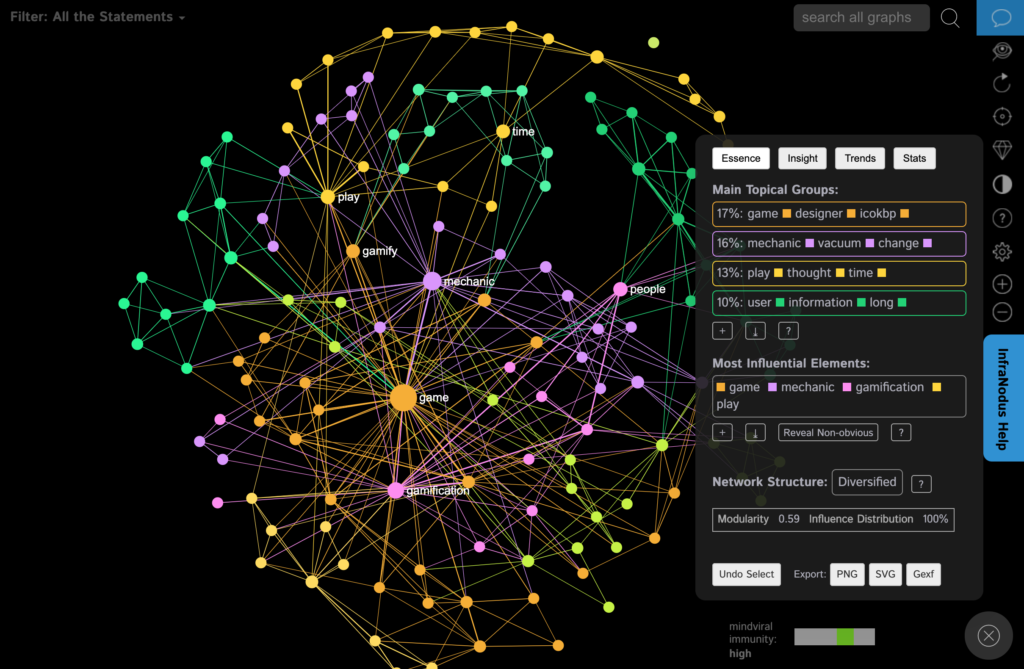 Filter: All the Statements
search all graphs
time
play
gamify
mechanic
people
game
gamification
Essence Insight Trends Stats
Main Topical Groups:
17%: game designer icokbp
16%: mechanic vacuum change
13%: play thought time
10%: user information long
+ ↓ ?
Most Influential Elements:
game mechanic gamification
play
+ ↓ Reveal Non-obvious ?
Network Structure: Diversified ?
Modularity 0.59 Influence Distribution 100%
Undo Select Export: PNG SVG Gexf
mindviral
immunity:
high
?
InfraNodus Help